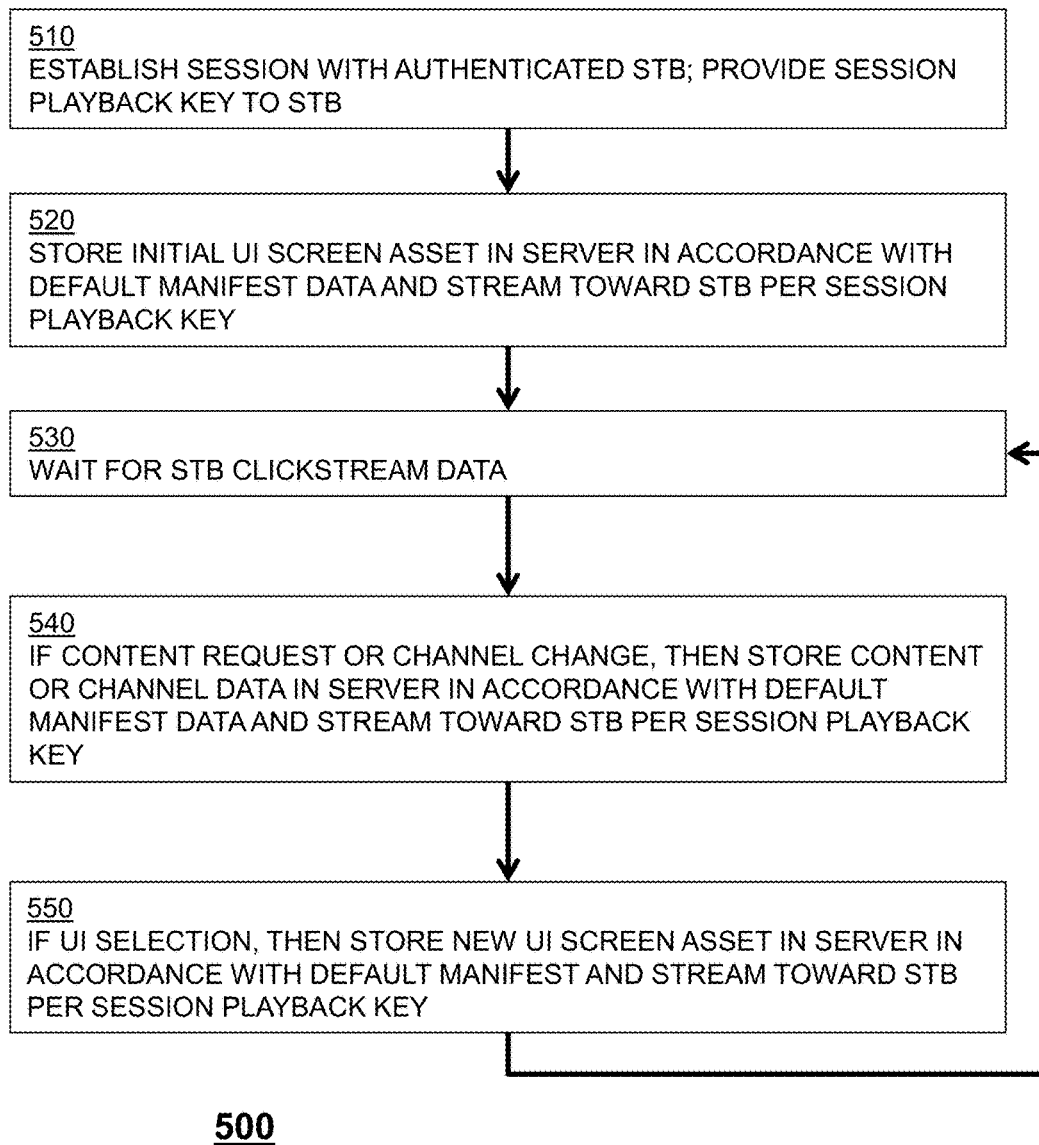 510
ESTABLISH SESSION WITH AUTHENTICATED STB; PROVIDE SESSION
PLAYBACK KEY TO STB
520
STORE INITIAL UI SCREEN ASSET IN SERVER IN ACCORDANCE WITH
DEFAULT MANIFEST DATA AND STREAM TOWARD STB PER SESSION
PLAYBACK KEY
530
WAIT FOR STB CLICKSTREAM DATA
540
IF CONTENT REQUEST OR CHANNEL CHANGE, THEN STORE CONTENT
OR CHANNEL DATA IN SERVER IN ACCORDANCE WITH DEFAULT
MANIFEST DATA AND STREAM TOWARD STB PER SESSION PLAYBACK
KEY
550
IF UI SELECTION, THEN STORE NEW UI SCREEN ASSET IN SERVER IN
ACCORDANCE WITH DEFAULT MANIFEST AND STREAM TOWARD STB
PER SESSION PLAYBACK KEY
500